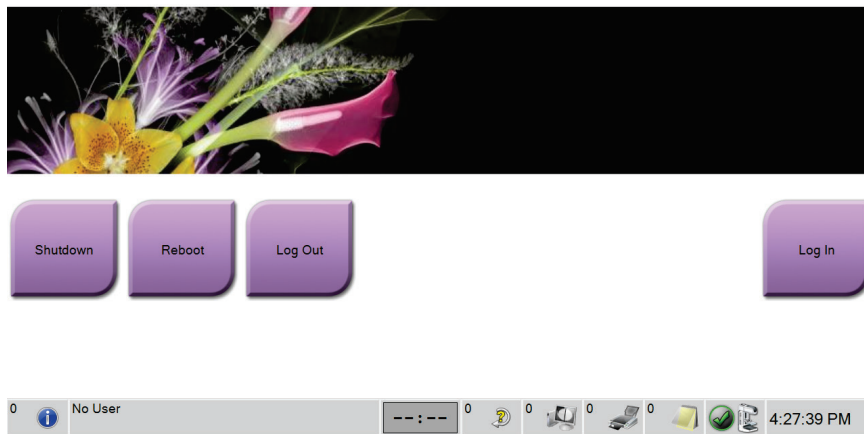 Shutdown
Reboot
Log Out
Log In
0
No User
--:--
0
0
0
0
4:27:39 PM